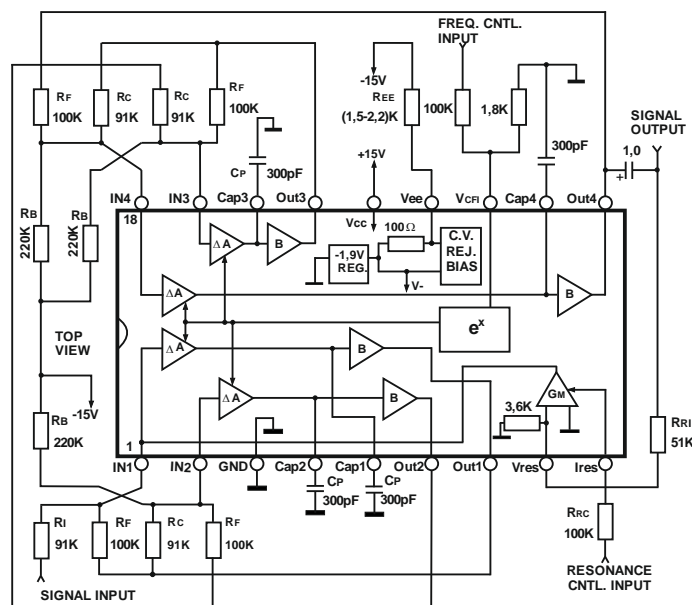 FREQ. CNTL.
INPUT
RF
100K
RC
91K
RC
91K
RF
100K
CP
300pF
-15V
REE
(1,5-2,2)K
+15V
100K
1,8K
300pF
SIGNAL
OUTPUT
1,0
+
IN4
IN3
Cap3
Out3
Vee
VCFI
Cap4
Out4
18
RB
220K
RB
220K
ΔA
B
Vcc
100Ω
-1,9V
REG.
C.V.
REJ.
BIAS
V-
ΔA
B
e^x
TOP
VIEW
-15V
ΔA
B
ΔA
B
GM
3,6K
RB
220K
RRI
51K
1
IN1
IN2
GND
Cap2
Cap1
Out2
Out1
Vres
Ires
CP
300pF
CP
300pF
RI
91K
RF
100K
RC
91K
RF
100K
RRC
100K
SIGNAL INPUT
RESONANCE
CNTL. INPUT